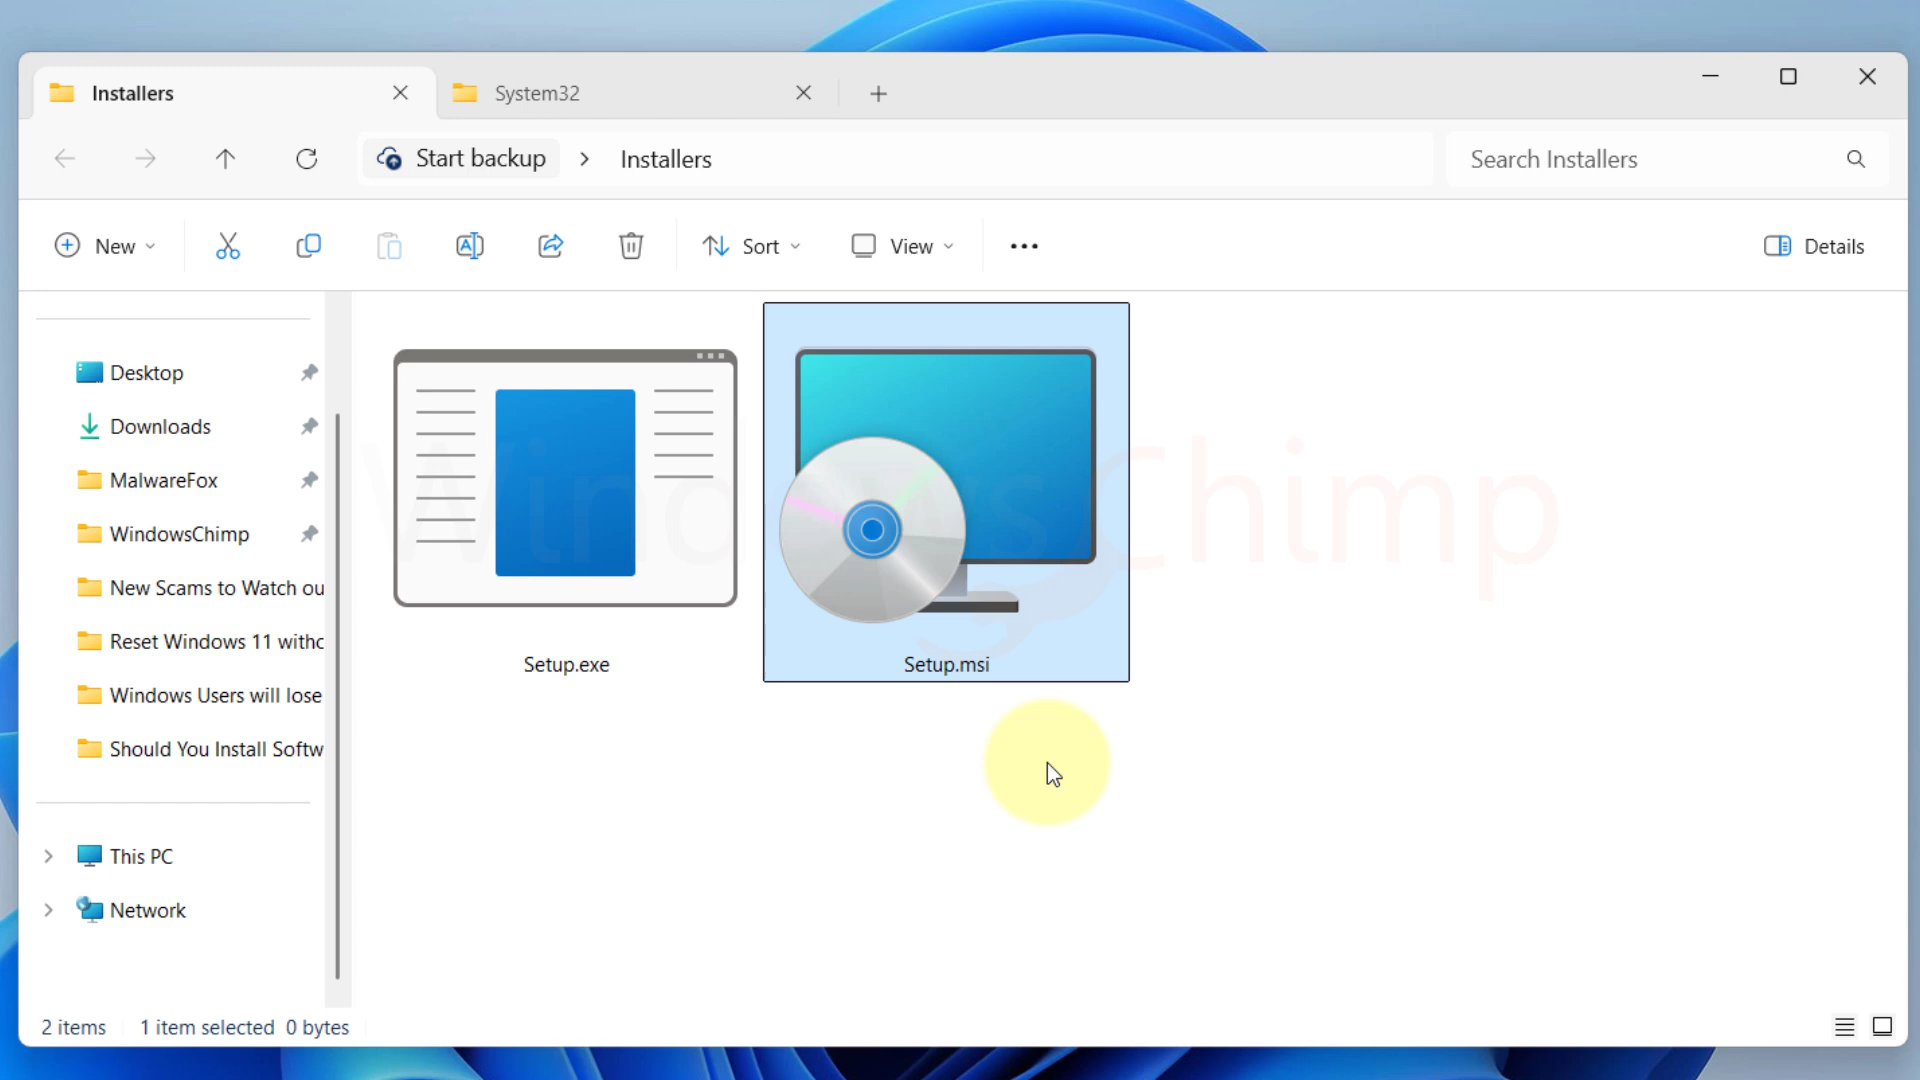 Installers
System32
Start backup
Installers
Search Installers
New
Sort
View
Details
Desktop
Downloads
MalwareFox
WindowsChimp
New Scams to Watch ou
Reset Windows 11 withc
Windows Users will lose
Should You Install Softw
This PC
Network
Windows Chimp
Setup.exe
Setup.msi
2 items
1 item selected 0 bytes